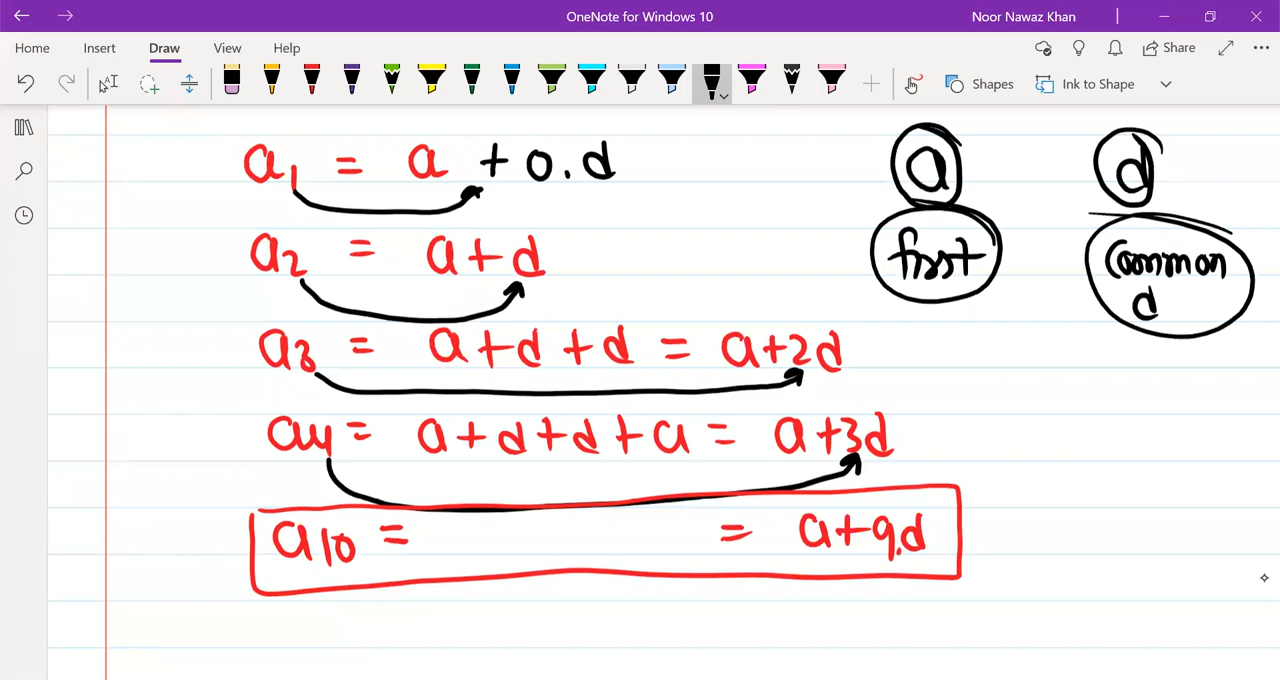 OneNote for Windows 10
Noor Nawaz Khan
Home Insert Draw View Help
Share
Shapes
Ink to Shape
a1 = a + 0.d
a2 = a+d
a3 = a+d+d = a+2d
a4 = a+d+d+a = a+3d
a10 = = a+9.d
a
first
d
common
d